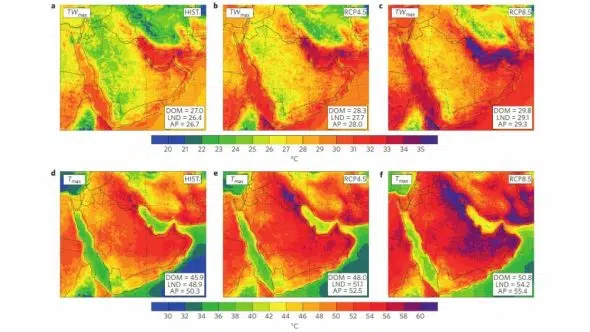 a TWmax HIST.
b TWmax RCP4.5
c TWmax RCP8.5
DOM = 27.0
LND = 26.4
AP = 26.7
DOM = 28.3
LND = 27.7
AP = 28.0
DOM = 29.8
LND = 29.1
AP = 29.3
20 21 22 23 24 25 26 27 28 29 30 31 32 33 34 35
°C
d Tmax HIST.
e Tmax RCP4.5
f Tmax RCP8.5
DOM = 45.9
LND = 48.9
AP = 50.3
DOM = 48.0
LND = 51.1
AP = 52.5
DOM = 50.8
LND = 54.2
AP = 55.4
30 32 34 36 38 40 42 44 46 48 50 52 54 56 58 60
°C